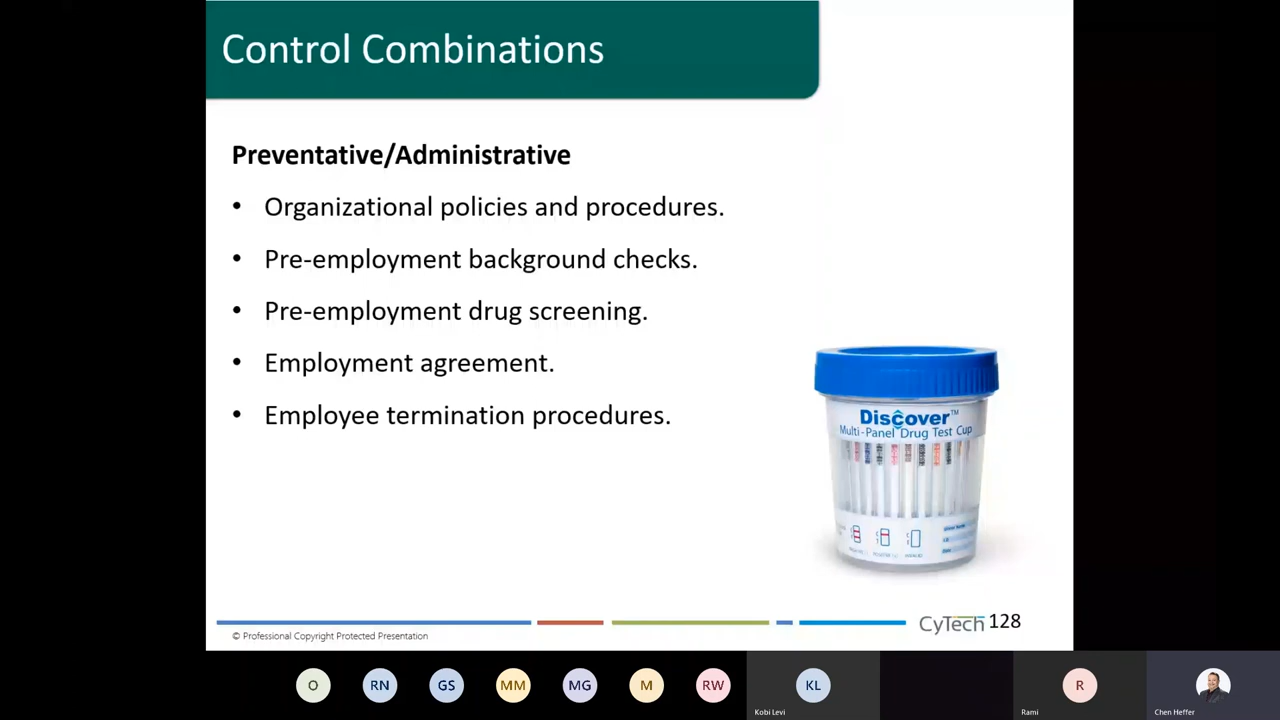 Control Combinations
Preventative/Administrative
• Organizational policies and procedures.
• Pre-employment background checks.
• Pre-employment drug screening.
• Employment agreement.
• Employee termination procedures.
Discover™
Multi-Panel Drug Test Cup
CyTech 128
© Professional Copyright Protected Presentation
O RN GS MM MG M RW KL R
Kobi Levi Rami Chen Heffer